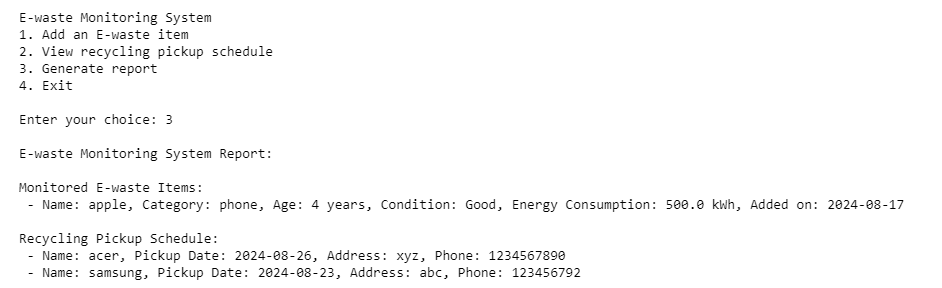 E-waste Monitoring System
1. Add an E-waste item
2. View recycling pickup schedule
3. Generate report
4. Exit
Enter your choice: 3
E-waste Monitoring System Report:
Monitored E-waste Items:
- Name: apple, Category: phone, Age: 4 years, Condition: Good, Energy Consumption: 500.0 kWh, Added on: 2024-08-17
Recycling Pickup Schedule:
- Name: acer, Pickup Date: 2024-08-26, Address: xyz, Phone: 1234567890
- Name: samsung, Pickup Date: 2024-08-23, Address: abc, Phone: 123456792